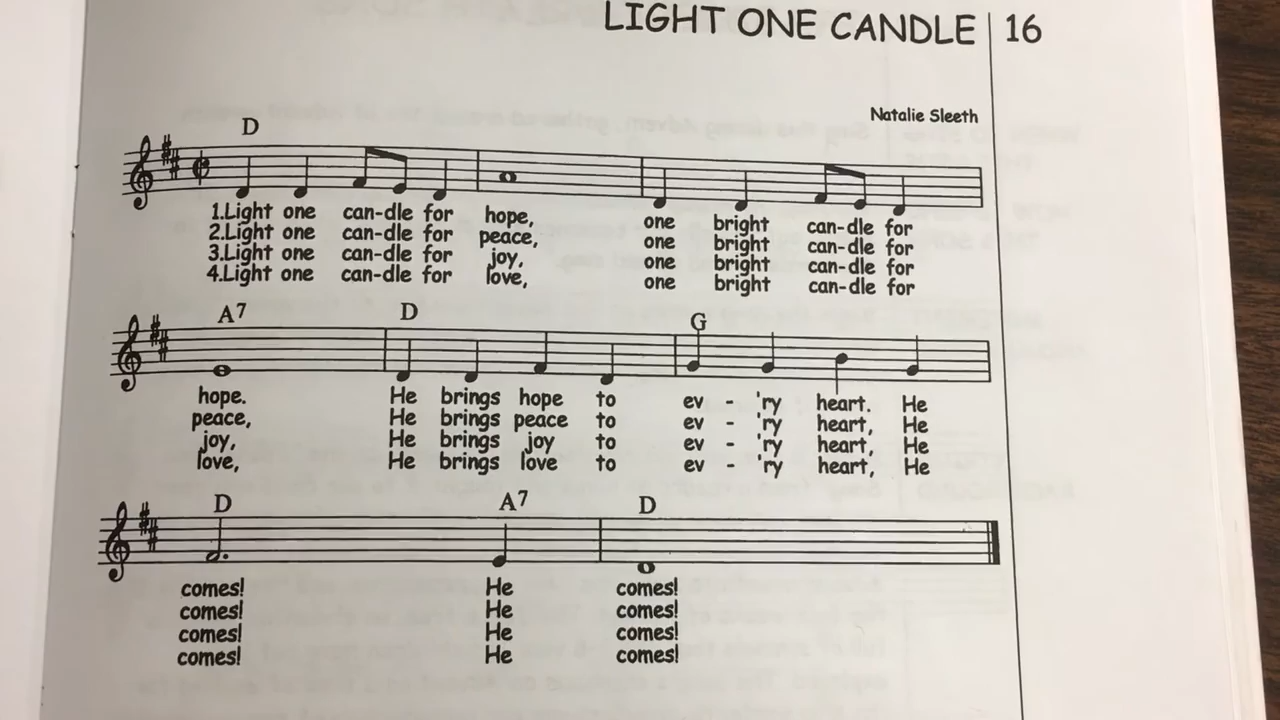 LIGHT ONE CANDLE 16
Natalie Sleeth
D
1.Light one can-dle for hope, one bright can-dle for
2.Light one can-dle for peace, one bright can-dle for
3.Light one can-dle for joy, one bright can-dle for
4.Light one can-dle for love, one bright can-dle for
A7 D G
hope. He brings hope to ev - 'ry heart. He
peace, He brings peace to ev - 'ry heart, He
joy, He brings joy to ev - 'ry heart, He
love, He brings love to ev - 'ry heart, He
D A7 D
comes! He comes!
comes! He comes!
comes! He comes!
comes! He comes!